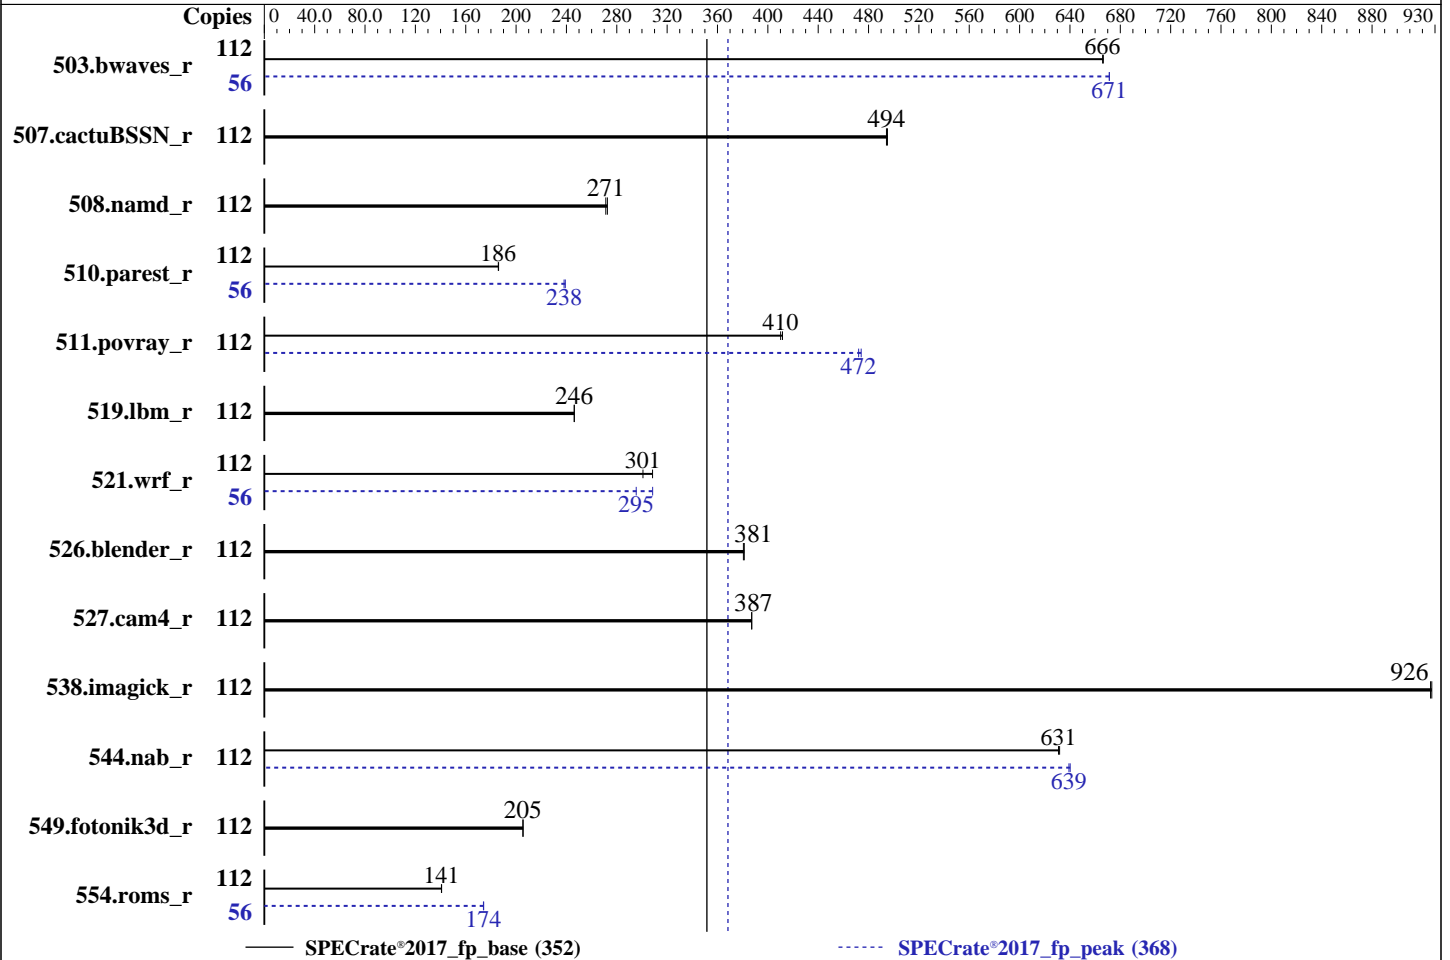 Copies 0 40.0 80.0 120 160 200 240 280 320 360 400 440 480 520 560 600 640 680 720 760 800 840 880 930
503.bwaves_r 112 666
56 671
507.cactuBSSN_r 112 494
508.namd_r 112 271
510.parest_r 112 186
56 238
511.povray_r 112 410
472
519.lbm_r 112 246
521.wrf_r 112 301
56 295
526.blender_r 112 381
527.cam4_r 112 387
538.imagick_r 112 926
544.nab_r 112 631
639
549.fotonik3d_r 112 205
554.roms_r 112 141
56 174
SPECrate®2017_fp_base (352) SPECrate®2017_fp_peak (368)